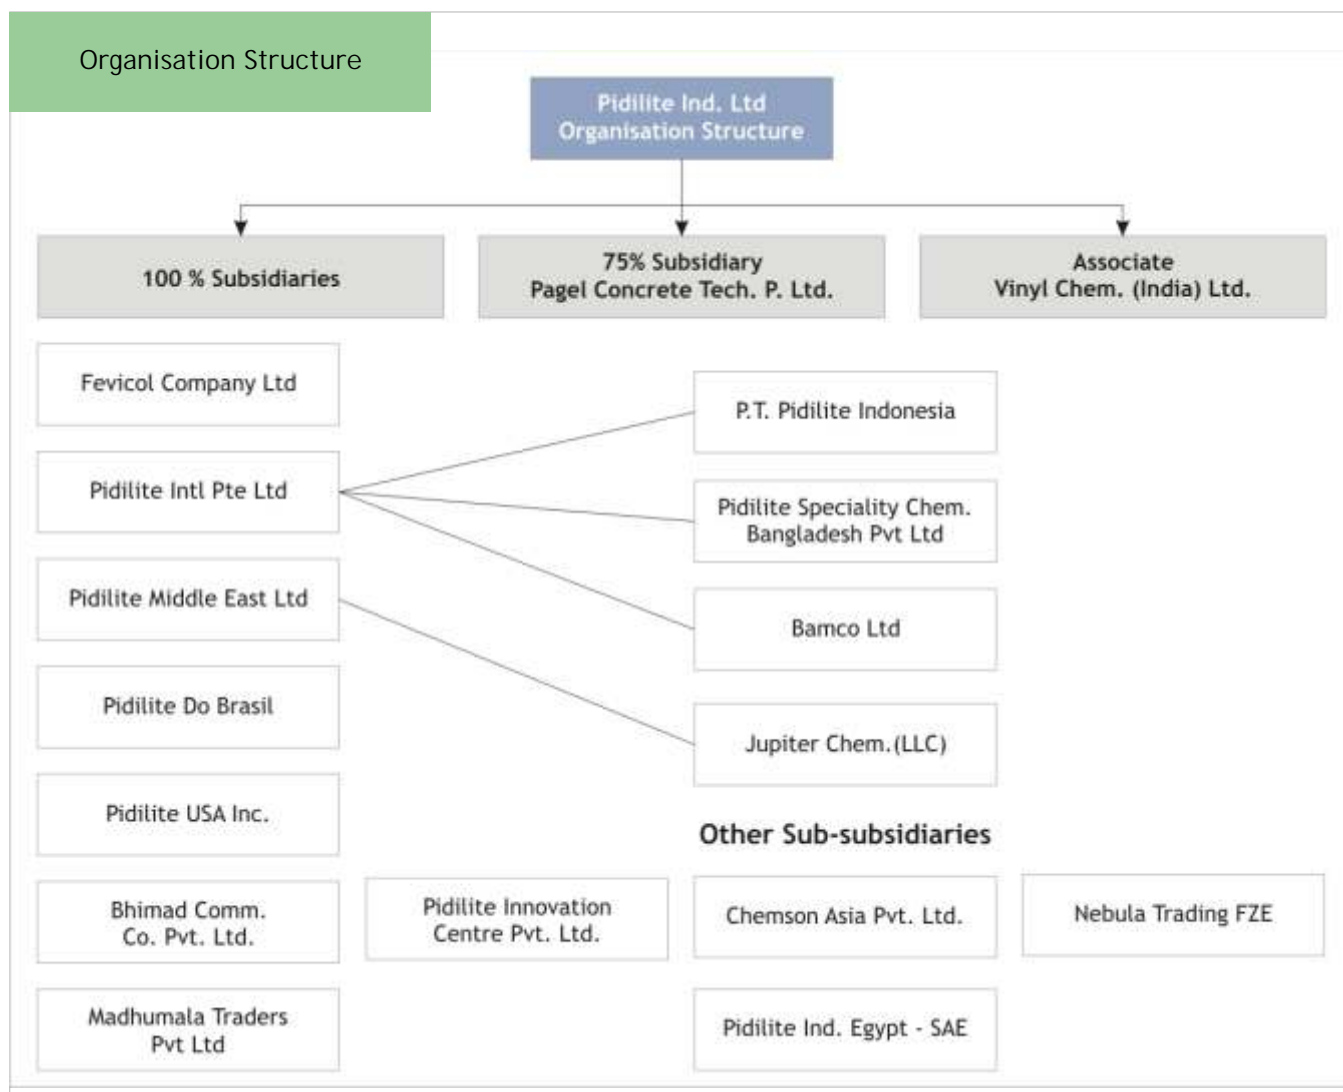 Organisation Structure
Pidilite Ind. Ltd
Organisation Structure
100 % Subsidiaries
75% Subsidiary
Pagel Concrete Tech. P. Ltd.
Associate
Vinyl Chem. (India) Ltd.
Fevicol Company Ltd
P.T. Pidilite Indonesia
Pidilite Intl Pte Ltd
Pidilite Speciality Chem.
Bangladesh Pvt Ltd
Pidilite Middle East Ltd
Bamco Ltd
Pidilite Do Brasil
Jupiter Chem.(LLC)
Pidilite USA Inc.
Other Sub-subsidiaries
Bhimad Comm.
Co. Pvt. Ltd.
Pidilite Innovation
Centre Pvt. Ltd.
Chemson Asia Pvt. Ltd.
Nebula Trading FZE
Madhumala Traders
Pvt Ltd
Pidilite Ind. Egypt - SAE